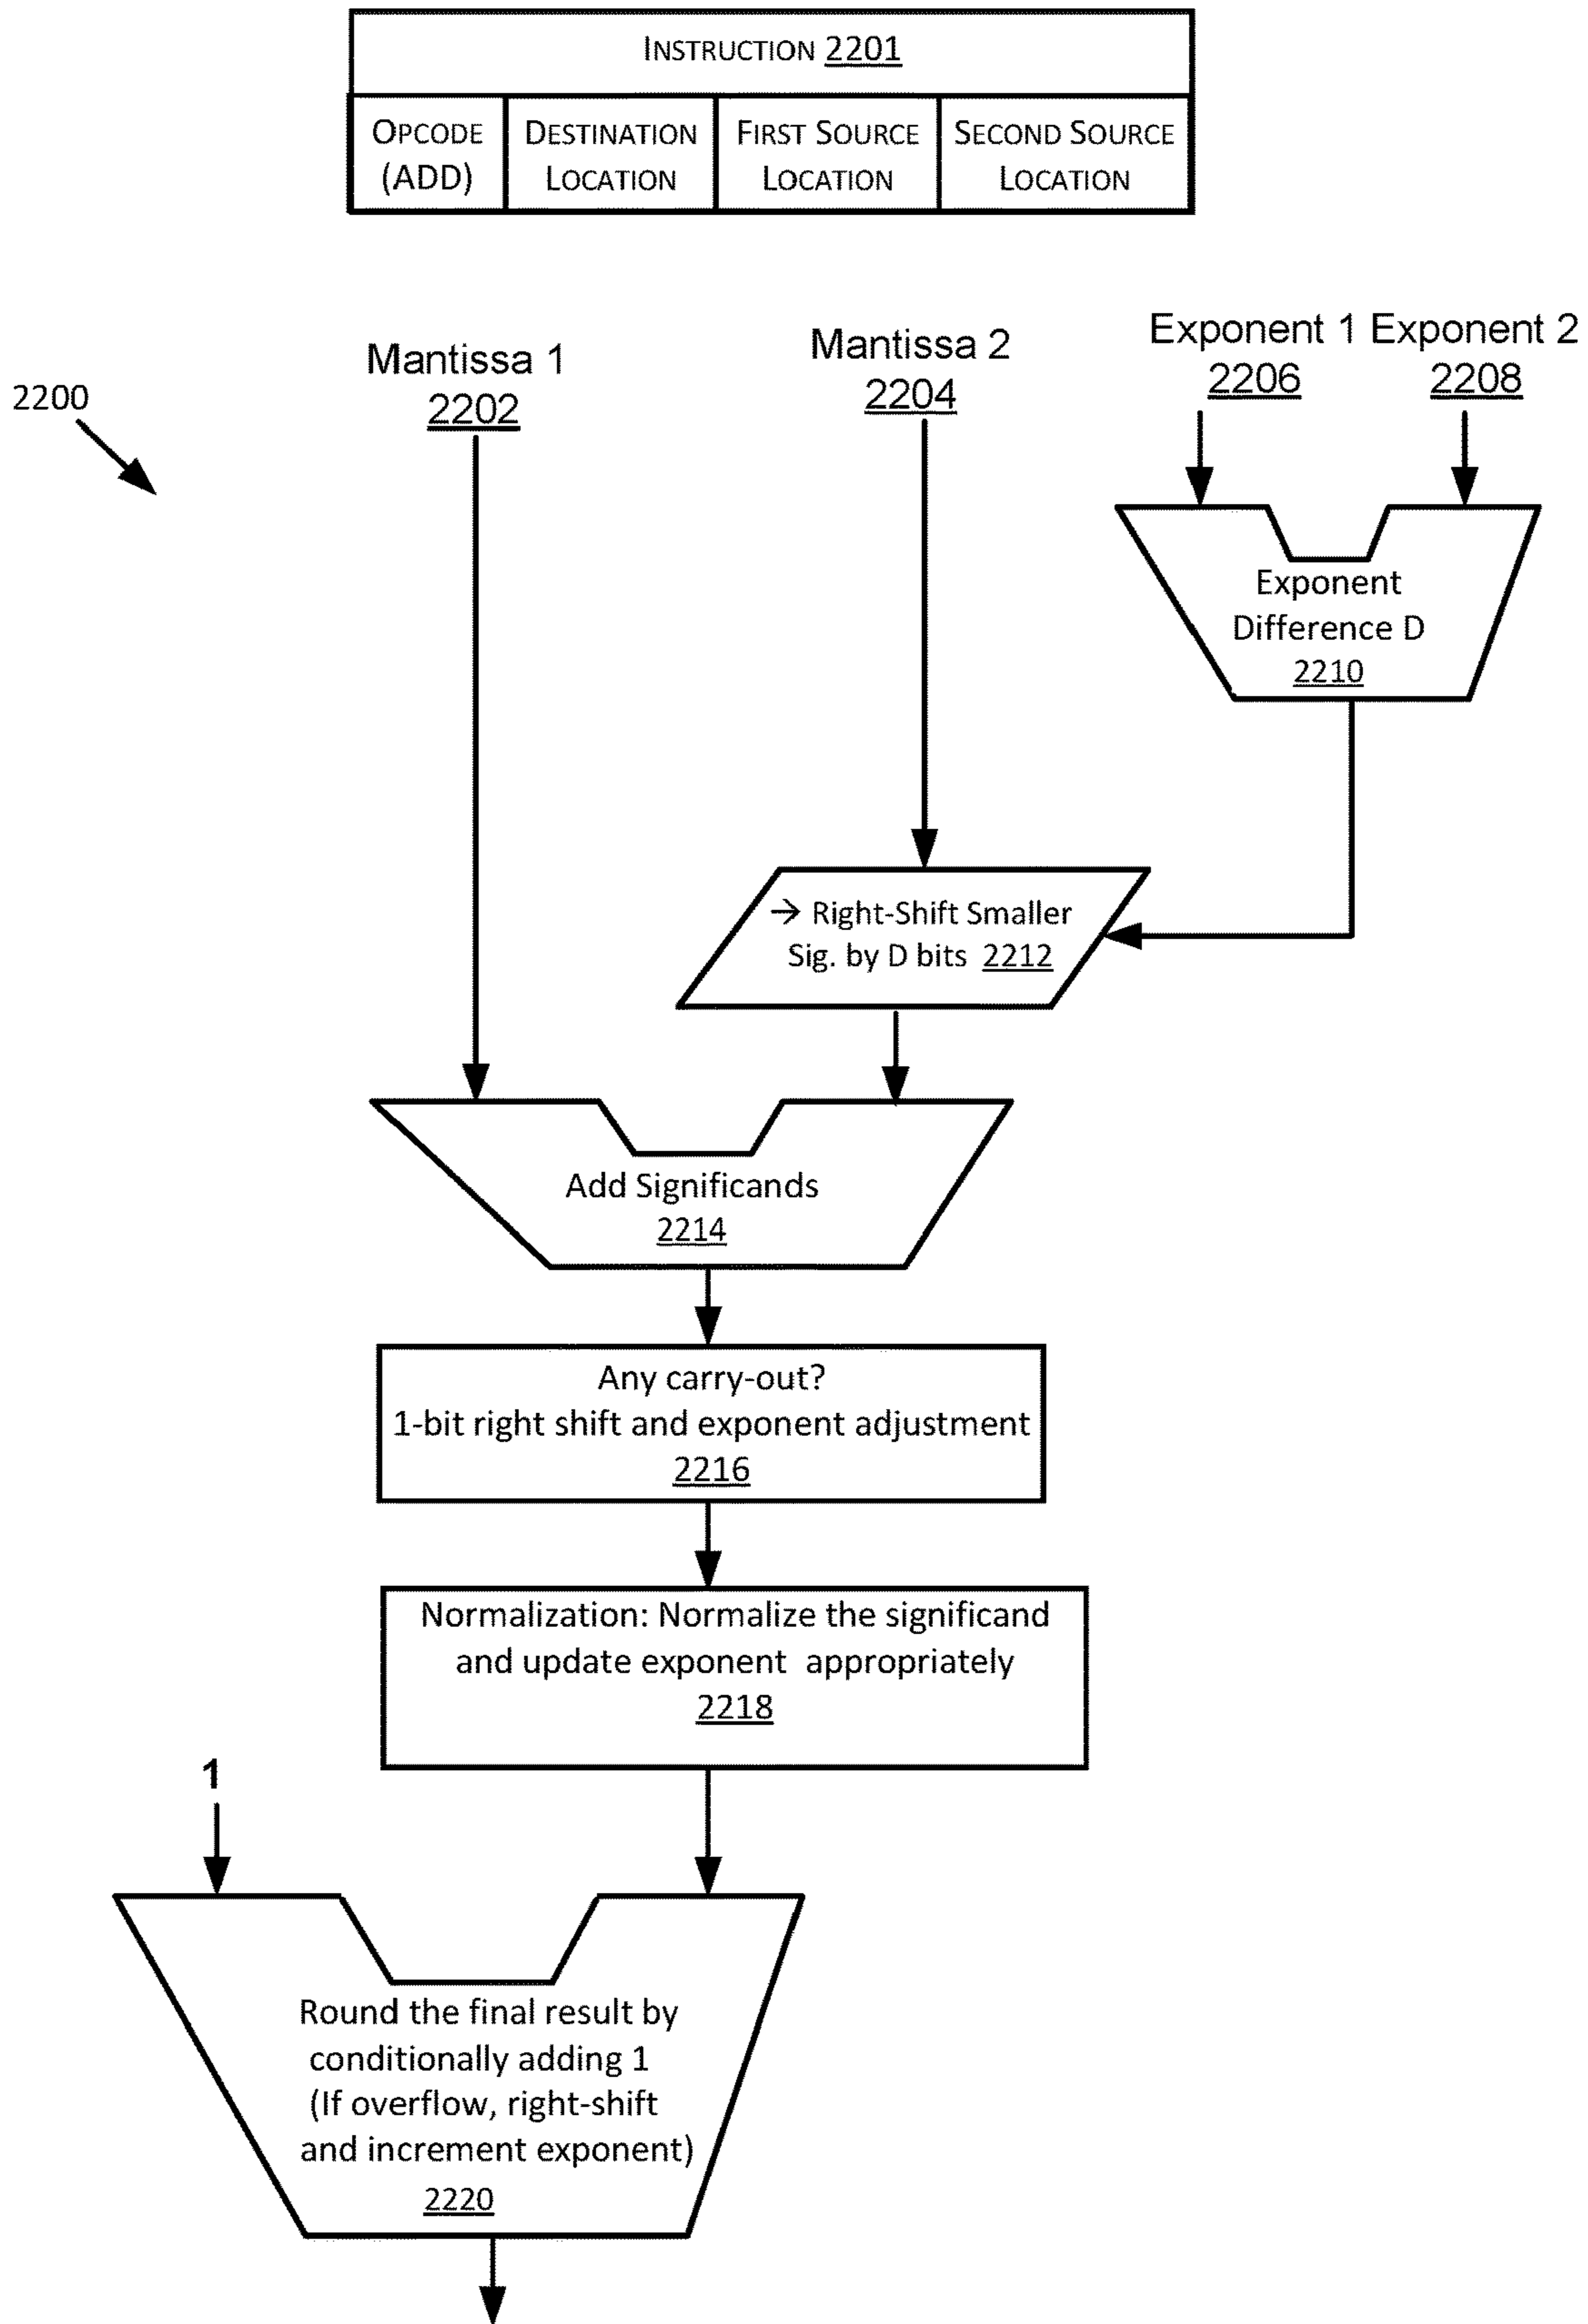 INSTRUCTION 2201
OPCODE (ADD)
DESTINATION LOCATION
FIRST SOURCE LOCATION
SECOND SOURCE LOCATION
2200
Mantissa 1
2202
Mantissa 2
2204
Exponent 1
2206
Exponent 2
2208
Exponent
Difference D
2210
→ Right-Shift Smaller
Sig. by D bits 2212
Add Significands
2214
Any carry-out?
1-bit right shift and exponent adjustment
2216
Normalization: Normalize the significand
and update exponent appropriately
2218
1
Round the final result by
conditionally adding 1
(If overflow, right-shift
and increment exponent)
2220